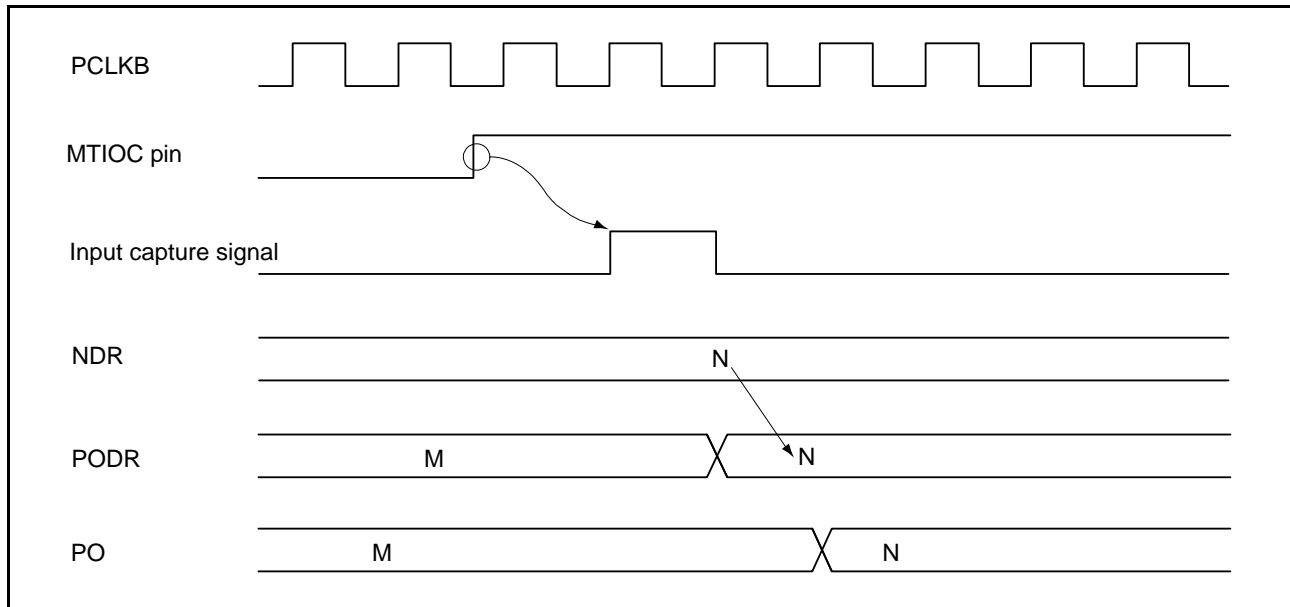 PCLKB
MTIOC pin
Input capture signal
NDR
N
PODR
M
N
PO
M
N